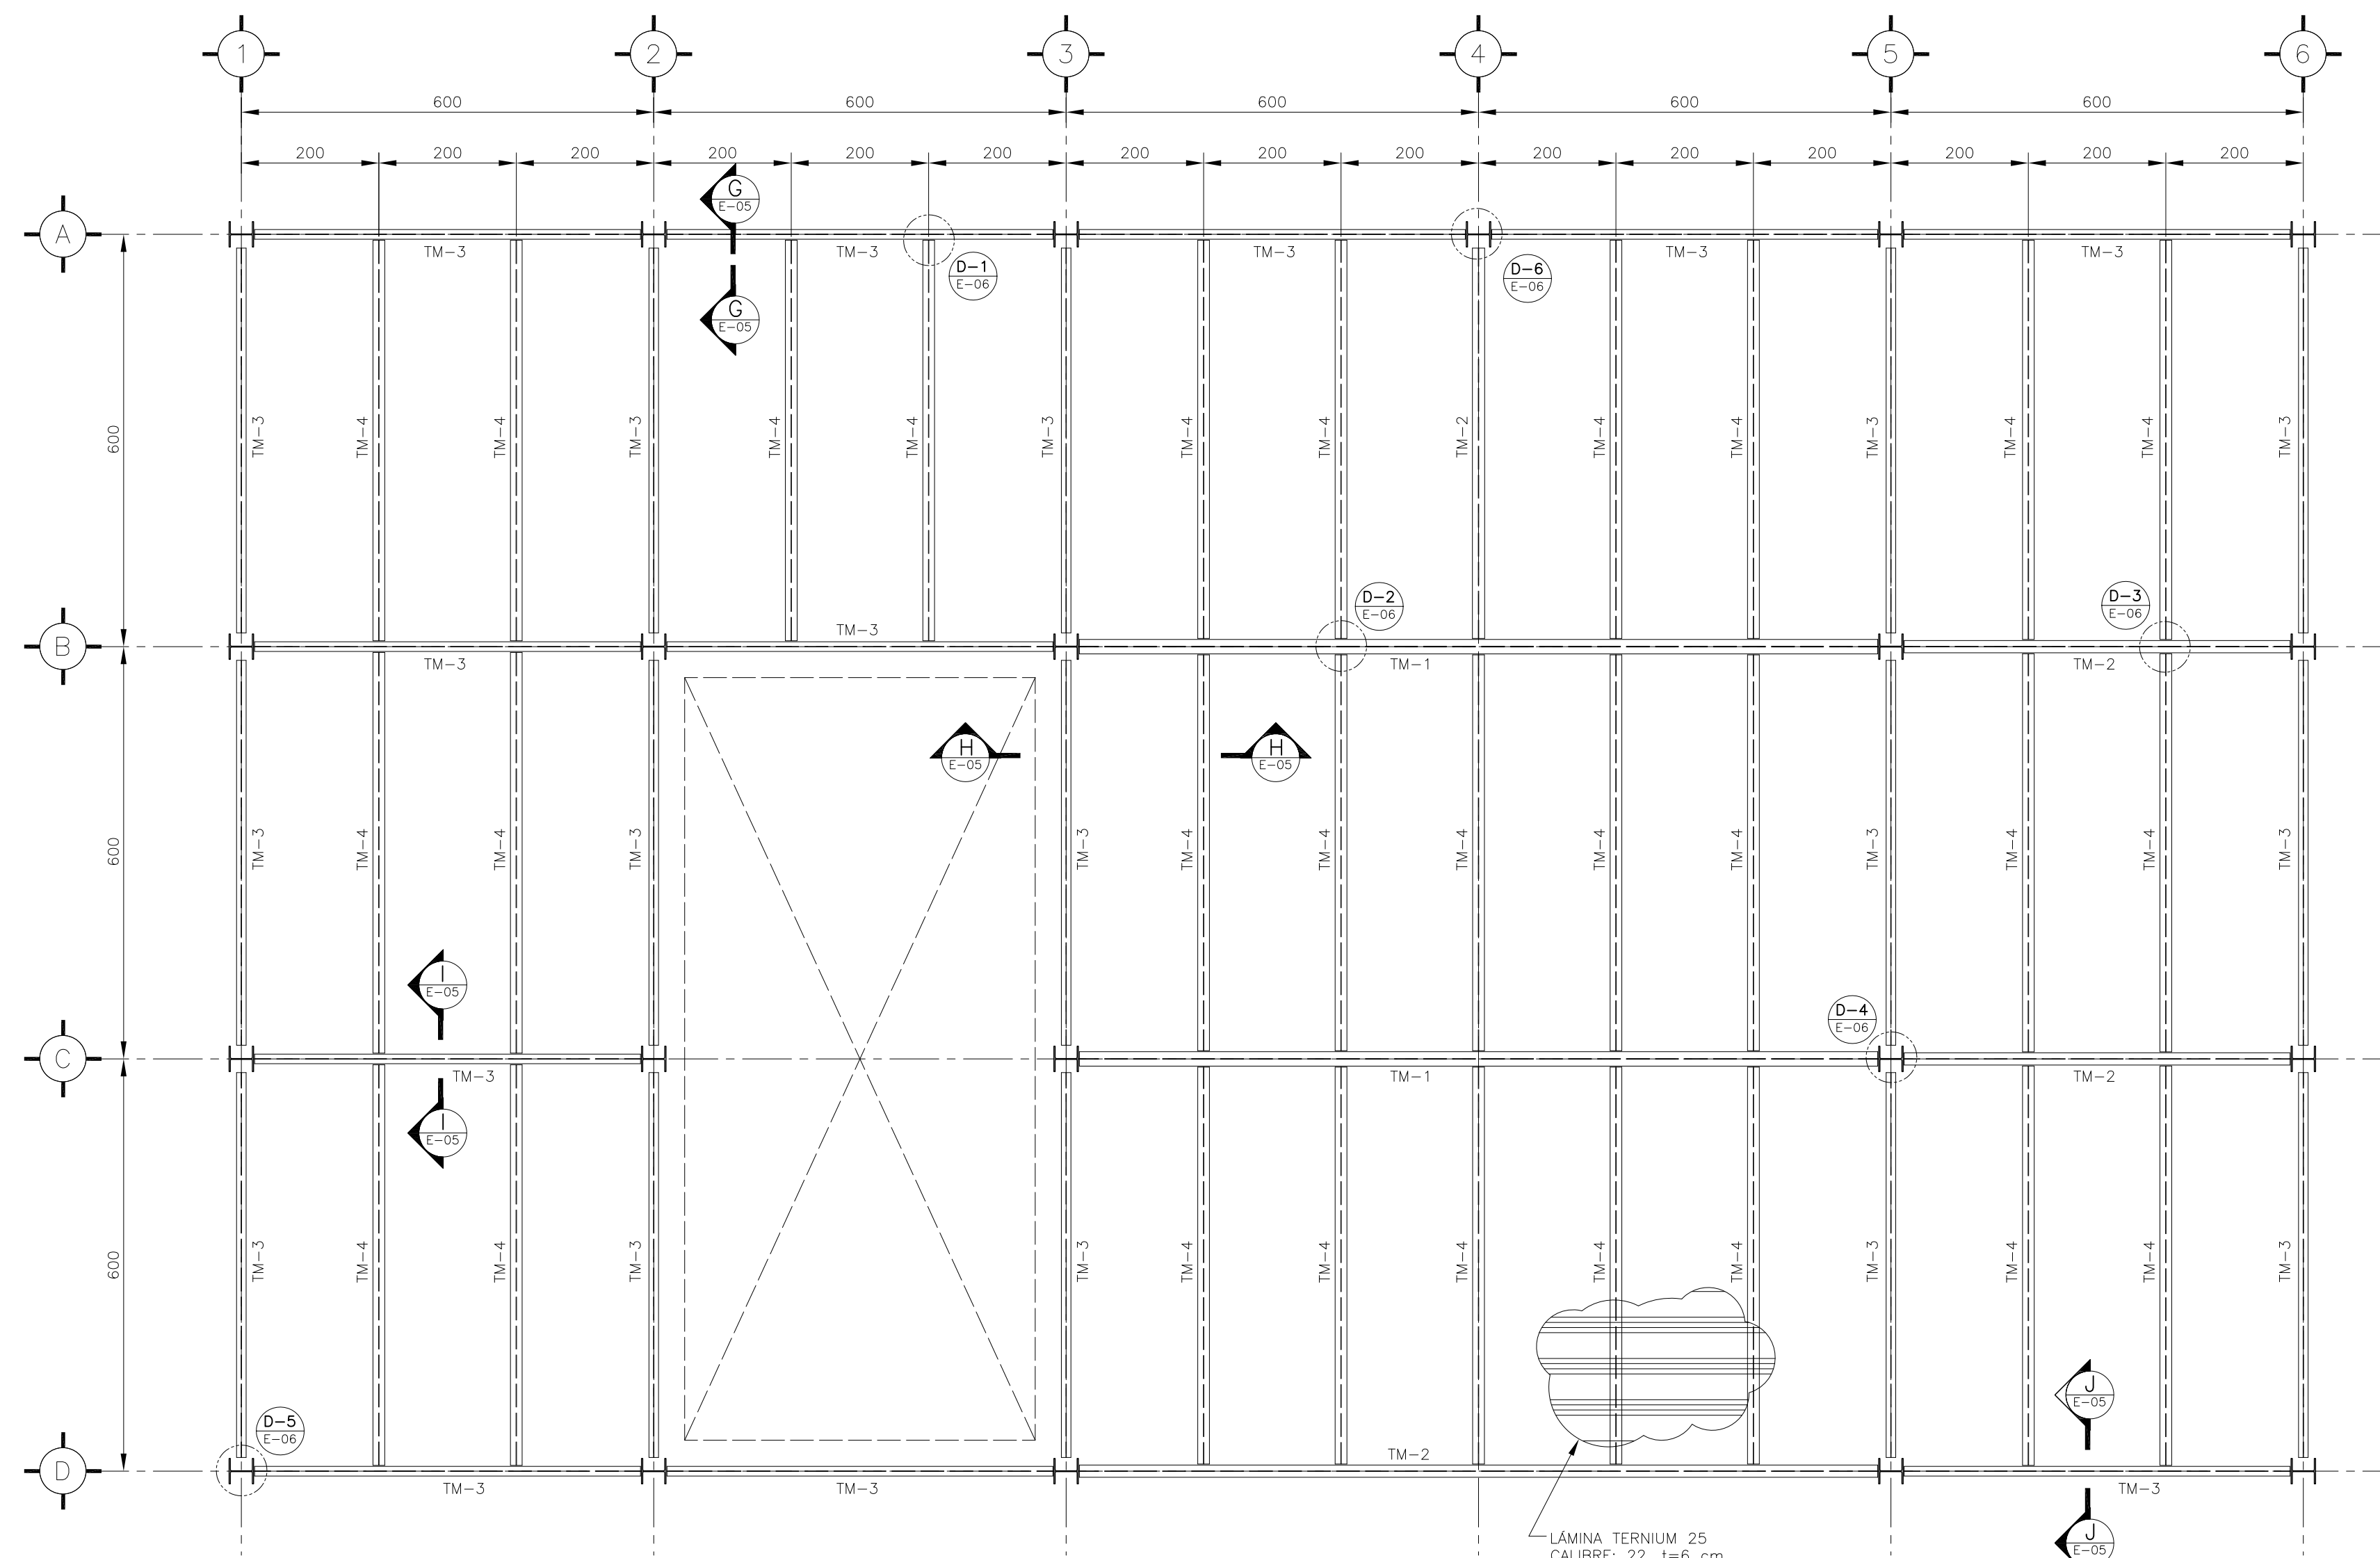 1 2 3 4 5 6
600 600 600 600 600
200 200 200 200 200 200 200 200 200 200 200 200 200 200 200
G
E-05
A
TM-3 TM-3 TM-3 TM-3 TM-3
D-1
E-06
D-6
E-06
G
E-05
600
TM-3 TM-4 TM-4 TM-3 TM-4 TM-4 TM-3 TM-4 TM-4 TM-2 TM-4 TM-4 TM-3 TM-4 TM-4 TM-3
D-2
E-06
D-3
E-06
TM-3
B
TM-3 TM-1 TM-2
H
E-05
H
E-05
600
TM-3 TM-4 TM-4 TM-3 TM-3 TM-4 TM-4 TM-4 TM-4 TM-4 TM-3 TM-4 TM-4 TM-3
I
E-05
D-4
E-06
C
TM-3 TM-1 TM-2
I
E-05
600
TM-3 TM-4 TM-4 TM-3 TM-3 TM-4 TM-4 TM-4 TM-4 TM-4 TM-3 TM-4 TM-4 TM-3
J
E-05
D-5
E-06
TM-2
D
TM-3 TM-3 TM-3
J
E-05
LÁMINA TERNIUM 25
CALIBRE: 22, t=6 cm